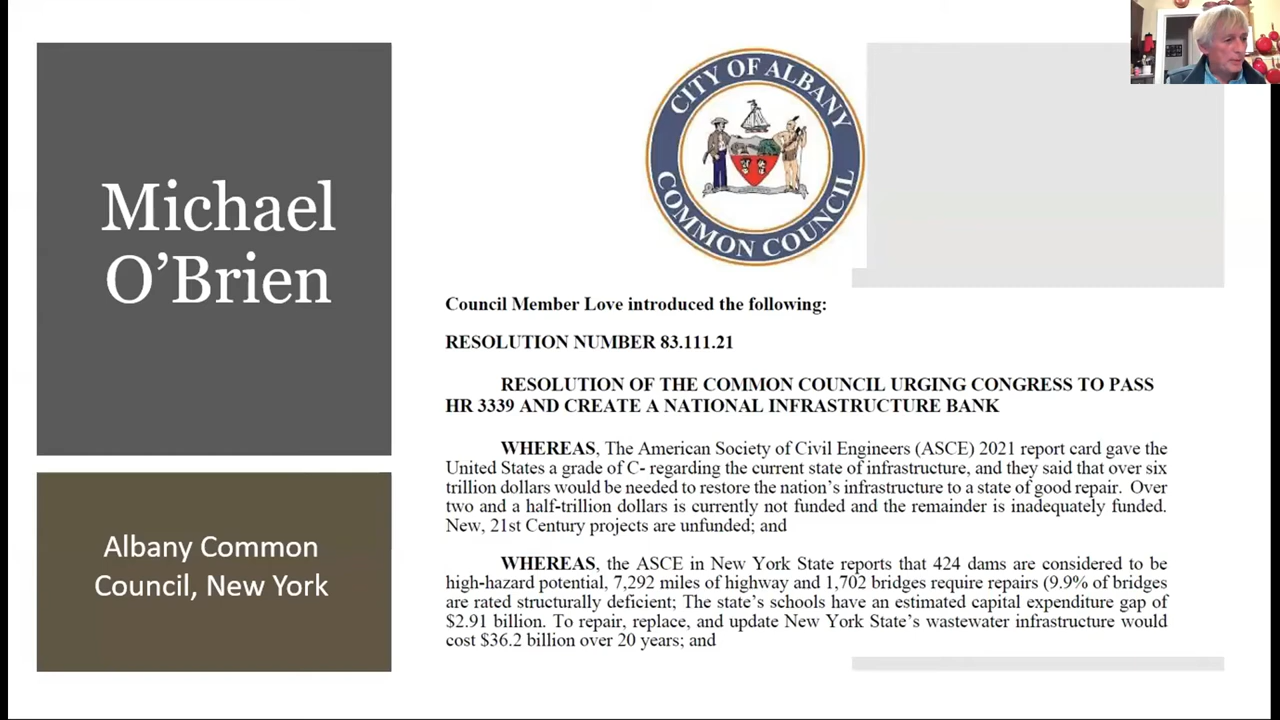 Michael
O’Brien
Albany Common
Council, New York
CITY OF ALBANY
COMMON COUNCIL
Council Member Love introduced the following:
RESOLUTION NUMBER 83.111.21
RESOLUTION OF THE COMMON COUNCIL URGING CONGRESS TO PASS
HR 3339 AND CREATE A NATIONAL INFRASTRUCTURE BANK
WHEREAS, The American Society of Civil Engineers (ASCE) 2021 report card gave the
United States a grade of C- regarding the current state of infrastructure, and they said that over six
trillion dollars would be needed to restore the nation’s infrastructure to a state of good repair. Over
two and a half-trillion dollars is currently not funded and the remainder is inadequately funded.
New, 21st Century projects are unfunded; and
WHEREAS, the ASCE in New York State reports that 424 dams are considered to be
high-hazard potential, 7,292 miles of highway and 1,702 bridges require repairs (9.9% of bridges
are rated structurally deficient; The state’s schools have an estimated capital expenditure gap of
$2.91 billion. To repair, replace, and update New York State’s wastewater infrastructure would
cost $36.2 billion over 20 years; and